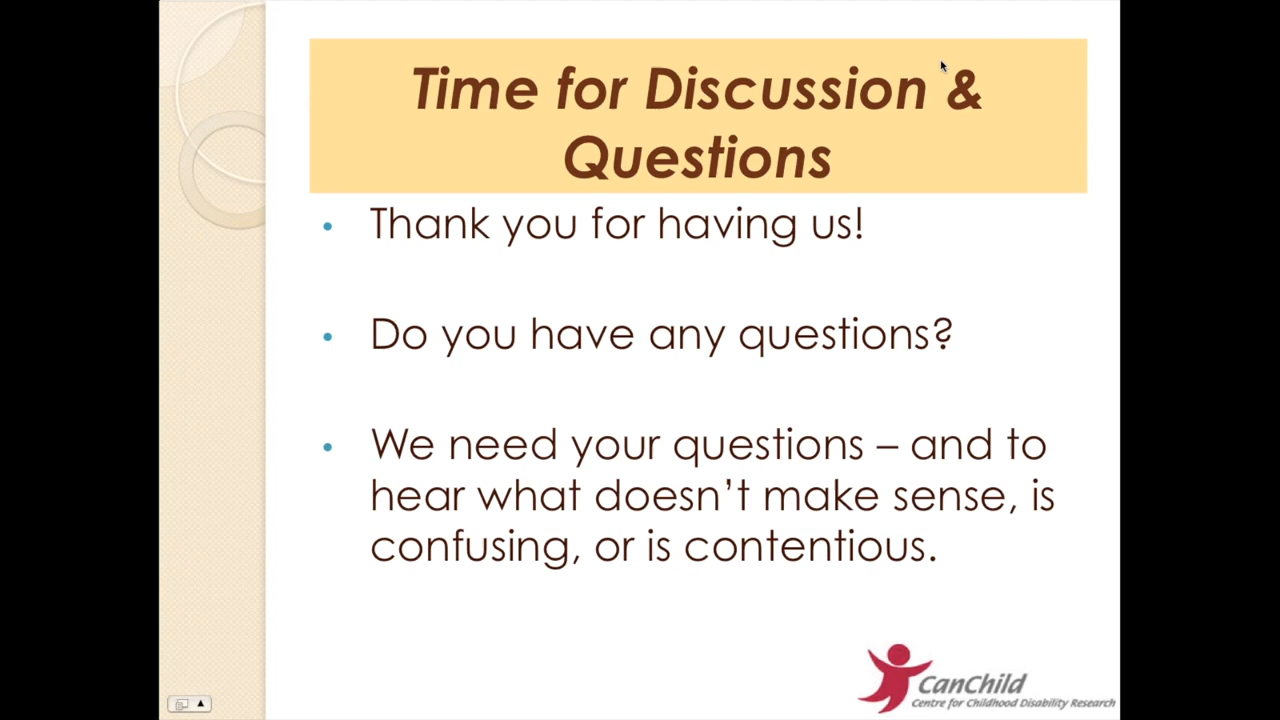 Time for Discussion &
Questions
• Thank you for having us!
• Do you have any questions?
• We need your questions – and to
hear what doesn’t make sense, is
confusing, or is contentious.
CanChild
Centre for Childhood Disability Research